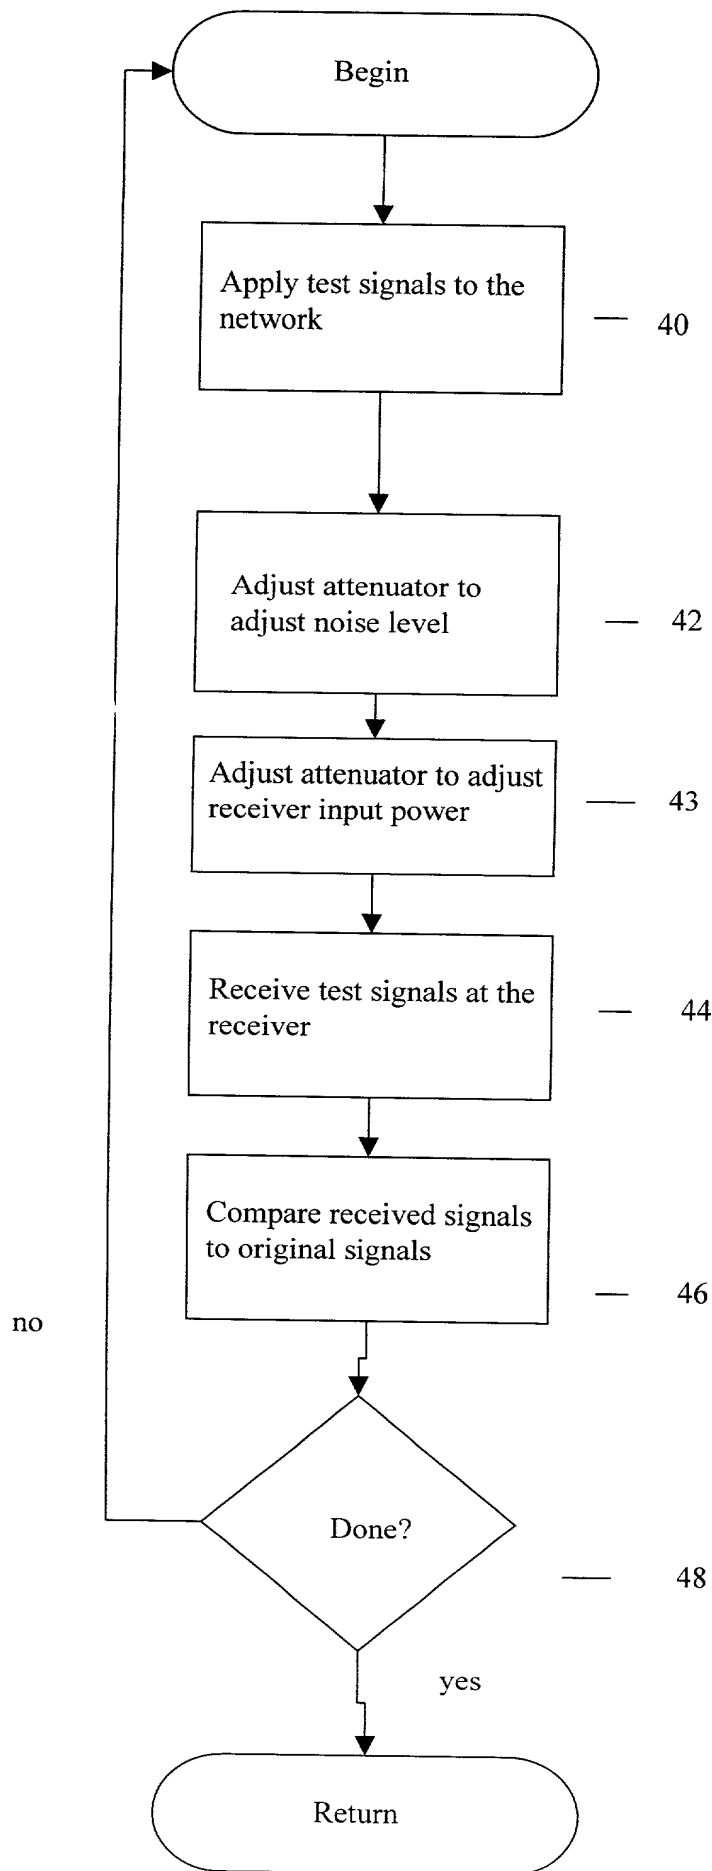 Begin
Apply test signals to the
network
40
Adjust attenuator to
adjust noise level
42
Adjust attenuator to adjust
receiver input power
43
Receive test signals at the
receiver
44
Compare received signals
to original signals
46
no
Done?
48
yes
Return